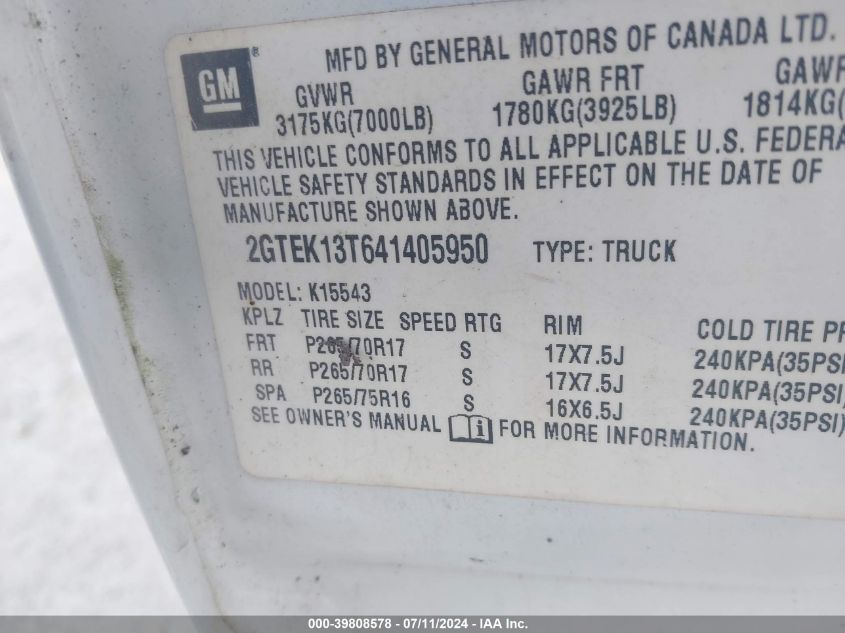 GM ®
MFD BY GENERAL MOTORS OF CANADA LTD.
GVWR GAWR FRT GAWR
3175KG(7000LB) 1780KG(3925LB) 1814KG(
THIS VEHICLE CONFORMS TO ALL APPLICABLE U.S. FEDERA
VEHICLE SAFETY STANDARDS IN EFFECT ON THE DATE OF
MANUFACTURE SHOWN ABOVE.
2GTEK13T641405950 TYPE: TRUCK
MODEL: K15543
KPLZ TIRE SIZE SPEED RTG RIM COLD TIRE PR
FRT P265/70R17 S 17X7.5J 240KPA(35PSI
RR P265/70R17 S 17X7.5J 240KPA(35PSI)
SPA P265/75R16 S 16X6.5J 240KPA(35PSI)
SEE OWNER'S MANUAL i FOR MORE INFORMATION.
000-39808578 - 07/11/2024 - IAA Inc.